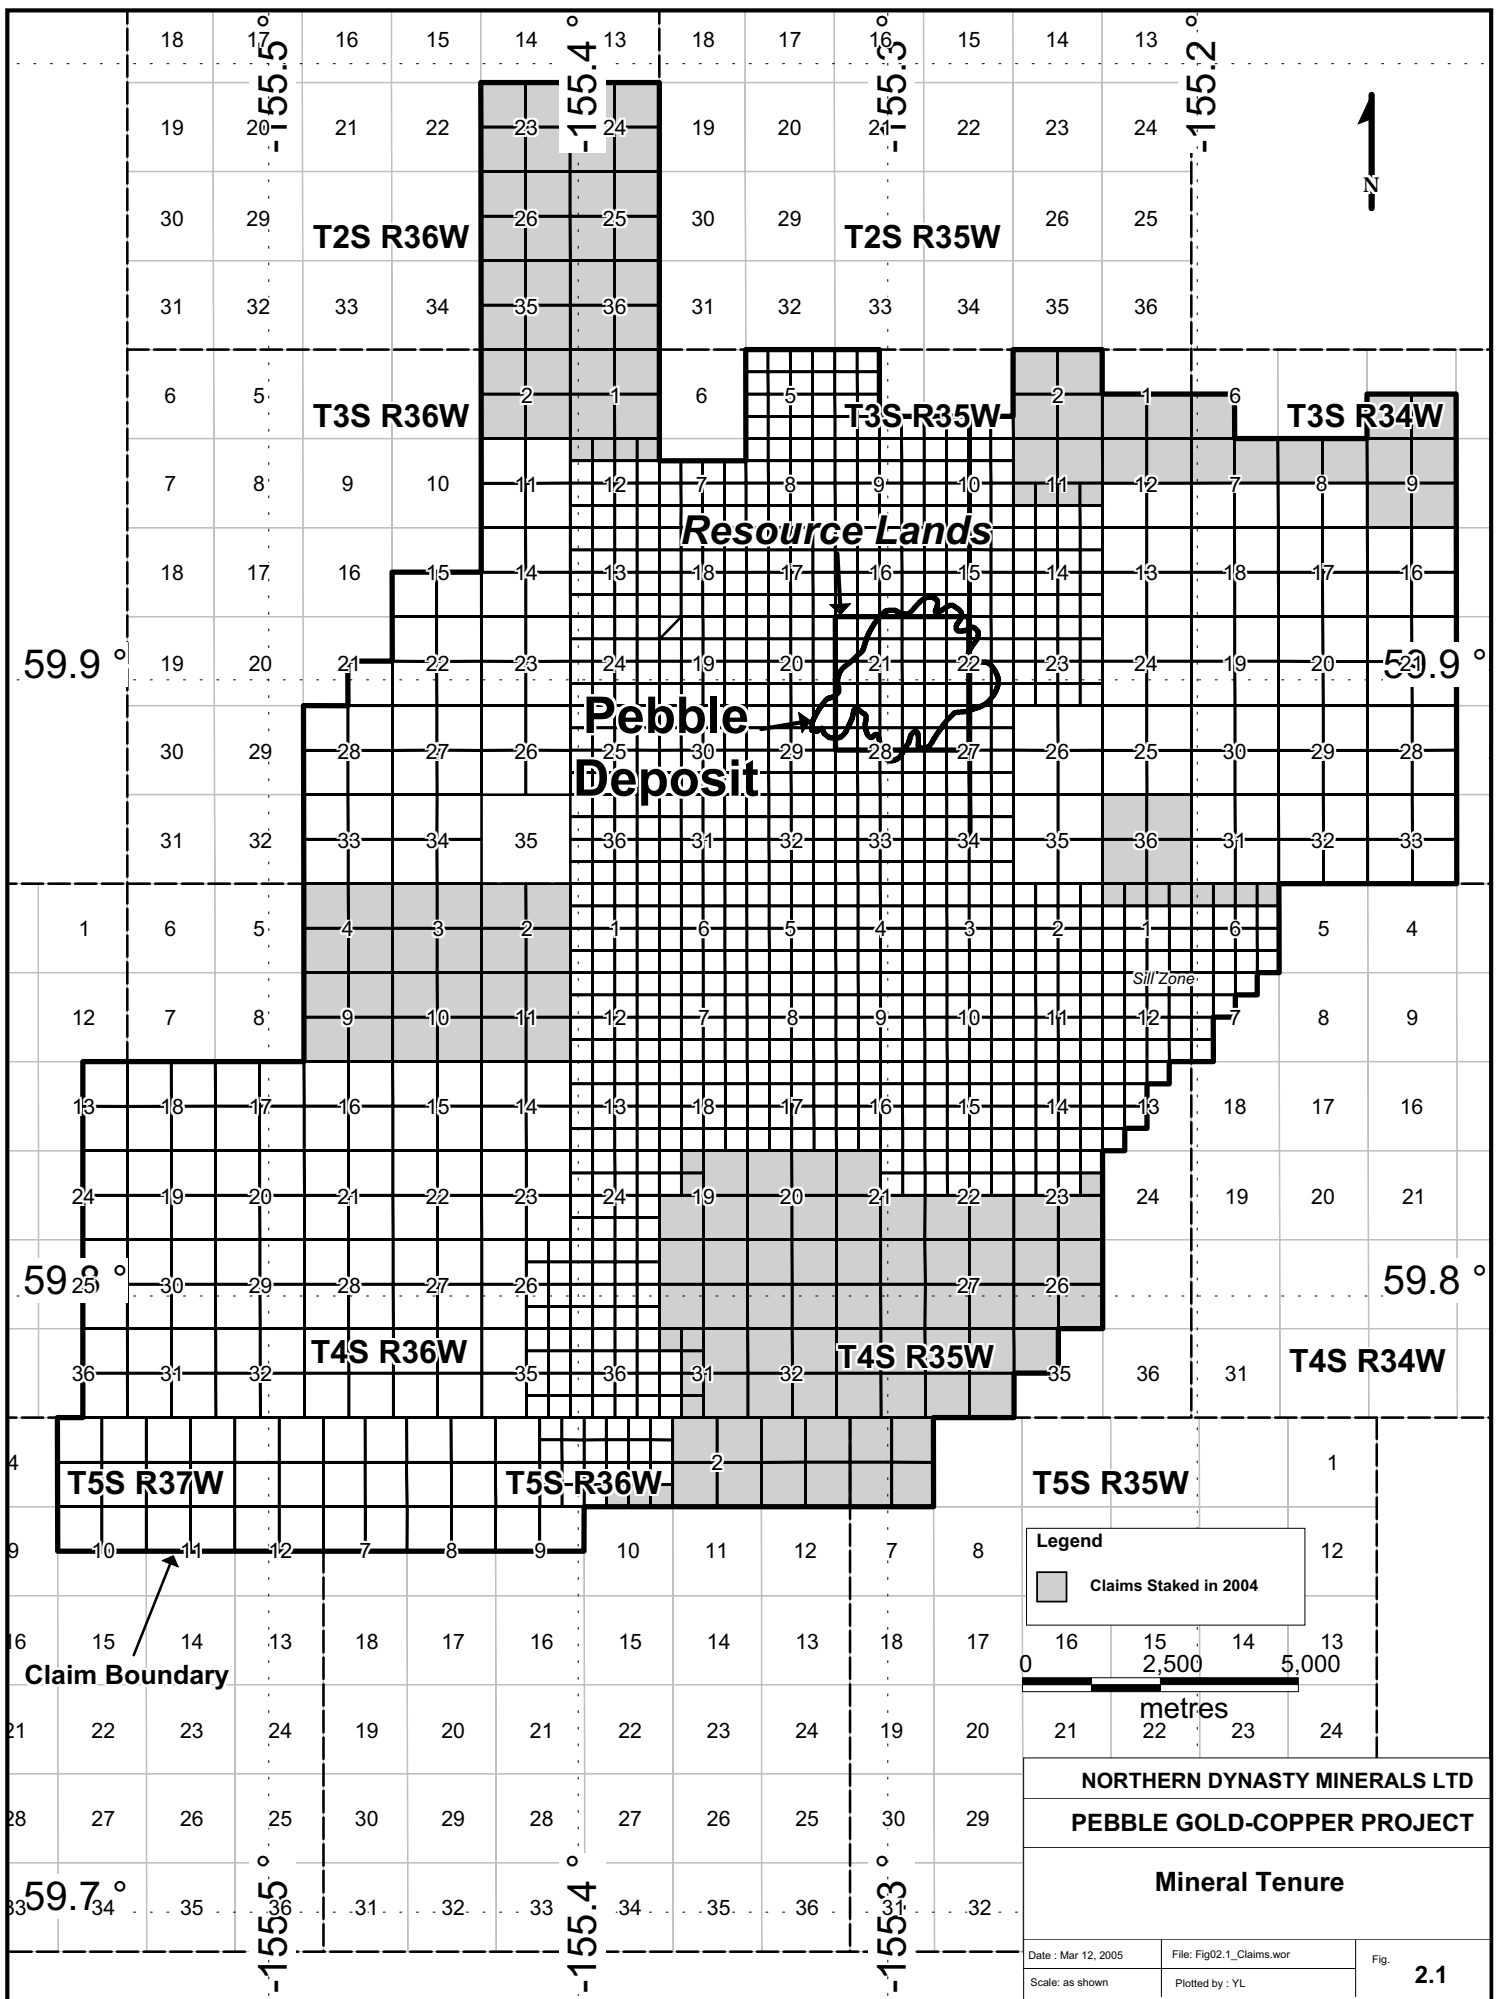 18 17 16 15 14 13 18 17 16 15 14 13
-155.5 ° -155.4 ° -155.3 ° -155.2 °
19 20 21 22 23 24 19 20 21 22 23 24
N
30 29 26 25 30 29 26 25
T2S R36W T2S R35W
31 32 33 34 35 36 31 32 33 34 35 36
6 5 2 1 6 5 2 1 6
T3S R36W T3S R35W T3S R34W
7 8 9 10 11 12 7 8 9 10 11 12 7 8 9
Resource Lands
18 17 16 15 14 13 18 17 16 15 14 13 18 17 16
59.9 ° 19 20 21 22 23 24 19 20 21 22 23 24 19 20 21 59.9 °
Pebble
30 29 28 27 26 25 30 29 28 27 26 25 30 29 28
Deposit
31 32 33 34 35 36 31 32 33 34 35 36 31 32 33
1 6 5 4 3 2 1 6 5 4 3 2 1 6 5 4
Sill Zone
12 7 8 9 10 11 12 7 8 9 10 11 12 7 8 9
13 18 17 16 15 14 13 18 17 16 15 14 13 18 17 16
24 19 20 21 22 23 24 19 20 21 22 23 24 19 20 21
59.8 ° 25 30 29 28 27 26 27 26 59.8 °
T4S R36W T4S R35W T4S R34W
36 31 32 35 36 31 32 35 36 31
4 2 1
T5S R37W T5S R36W T5S R35W
9 10 11 12 7 8 9 10 11 12 7 8 12
Legend
Claims Staked in 2004
16 15 14 13 18 17 16 15 14 13 18 17 16 15 14 13
Claim Boundary
0 2,500 5,000
metres
21 22 23 24 19 20 21 22 23 24 19 20 21 22 23 24
28 27 26 25 30 29 28 27 26 25 30 29
59.7 ° 33 34 35 36 31 32 33 34 35 36 31 32
-155.5 ° -155.4 ° -155.3 °
NORTHERN DYNASTY MINERALS LTD
PEBBLE GOLD-COPPER PROJECT
Mineral Tenure
Date : Mar 12, 2005 File: Fig02.1_Claims.wor Fig. 2.1
Scale: as shown Plotted by : YL